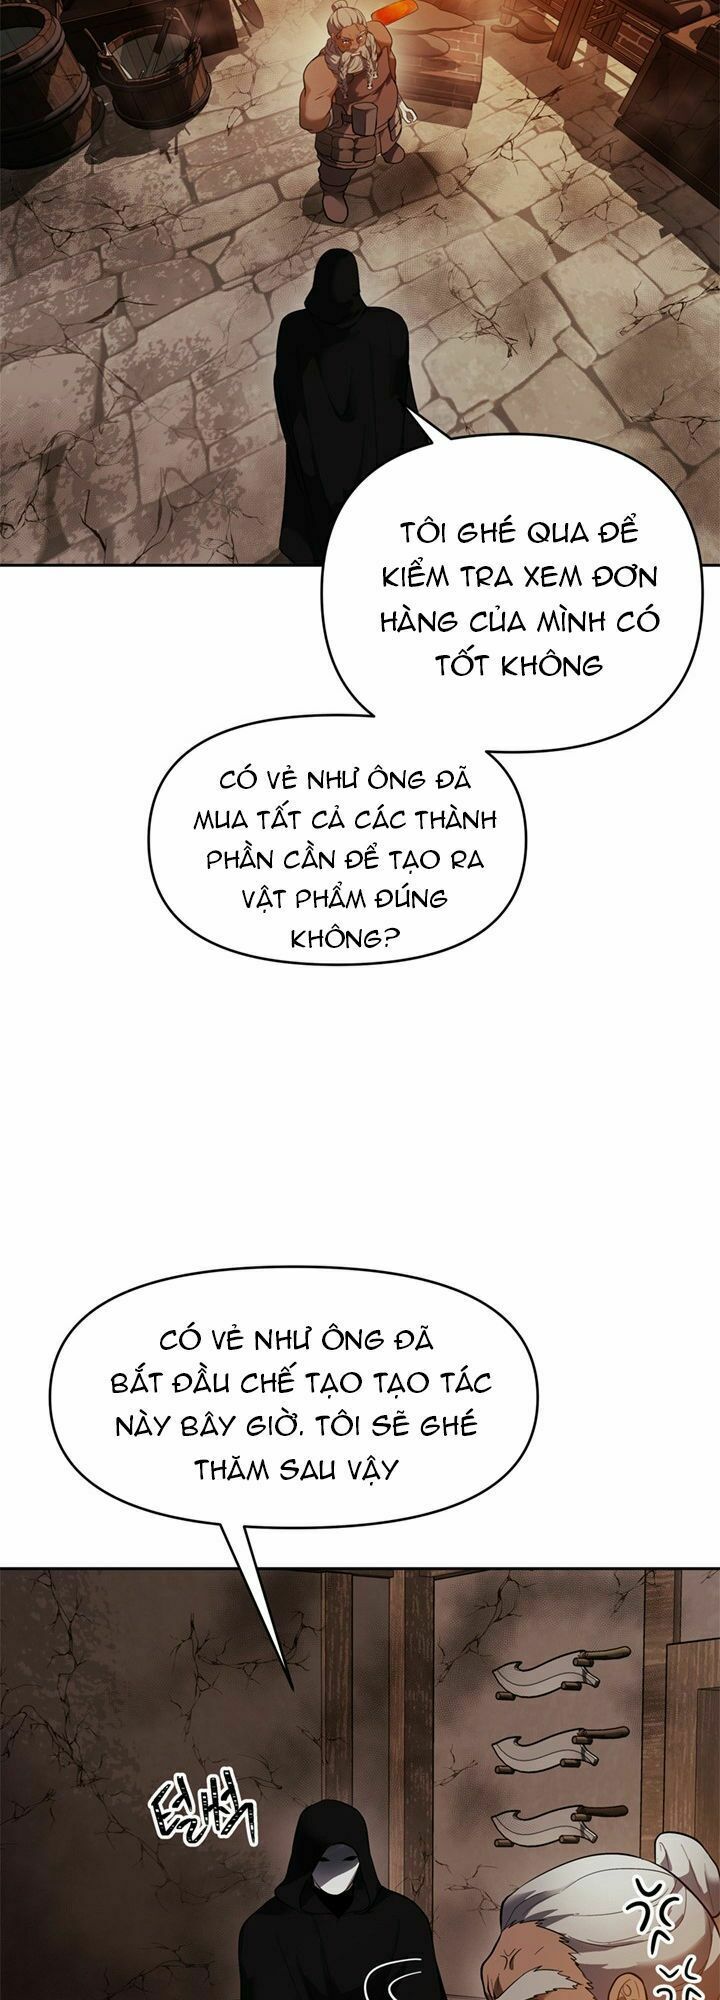 TÔI GHÉ QUA ĐỂ
KIỂM TRA XEM ĐƠN
HÀNG CỦA MÌNH CÓ
TỐT KHÔNG
CÓ VẺ NHƯ ÔNG ĐÃ
MUA TẤT CẢ CÁC THÀNH
PHẦN CẦN ĐỂ TẠO RA
VẬT PHẨM ĐÚNG
KHÔNG?
CÓ VẺ NHƯ ÔNG ĐÃ
BẮT ĐẦU CHẾ TẠO TẠO TÁC
NÀY BÂY GIỜ. TÔI SẼ GHÉ
THĂM SAU VẬY
털썩